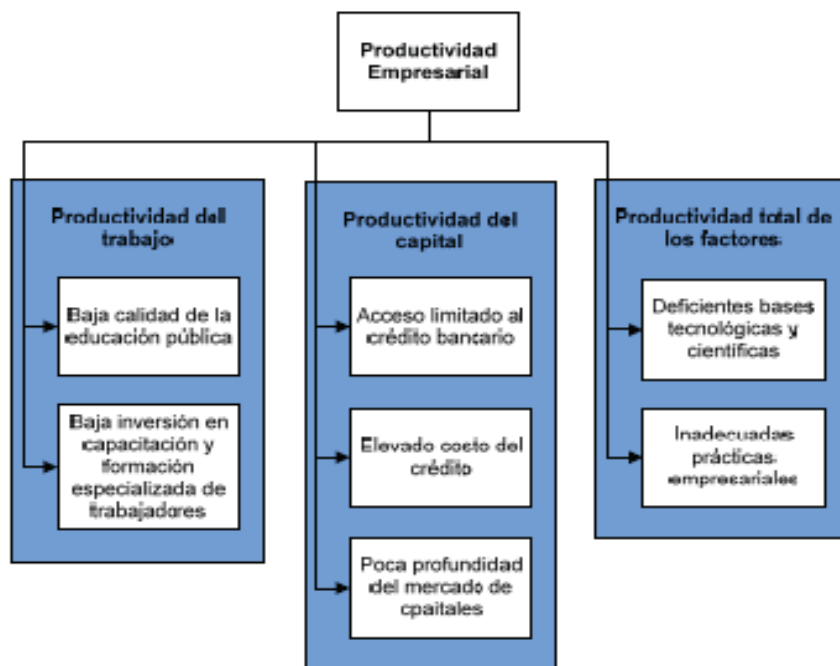 Productividad
Empresarial
Productividad del
trabajo
Baja calidad de la
educación pública
Baja inversión en
capacitación y
formación
especializada de
trabajadores
Productividad del
capital
Acceso limitado al
crédito bancario
Elevado costo del
crédito
Poca profundidad
del mercado de
cpaitales
Productividad total de
los factores
Deficientes bases
tecnológicas y
científicas
Inadecuadas
prácticas
empresariales